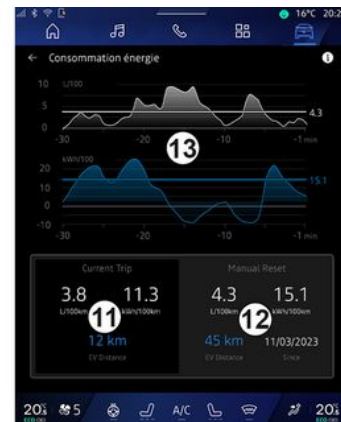 16°C 20:2
← Consommation énergie
10 L/100
5
4.3
0
-30 -20 -10 -1 min
13
kWh/100
20
15.1
10
0
-10
-30 -20 -10 -1 min
Current Trip Manual Reset
3.8 11.3 4.3 15.1
L/100km kWh/100km L/100km kWh/100km
11 12
12 km 45 km 11/03/2023
EV Distance EV Distance Since
20.5 5 A/C 20.5